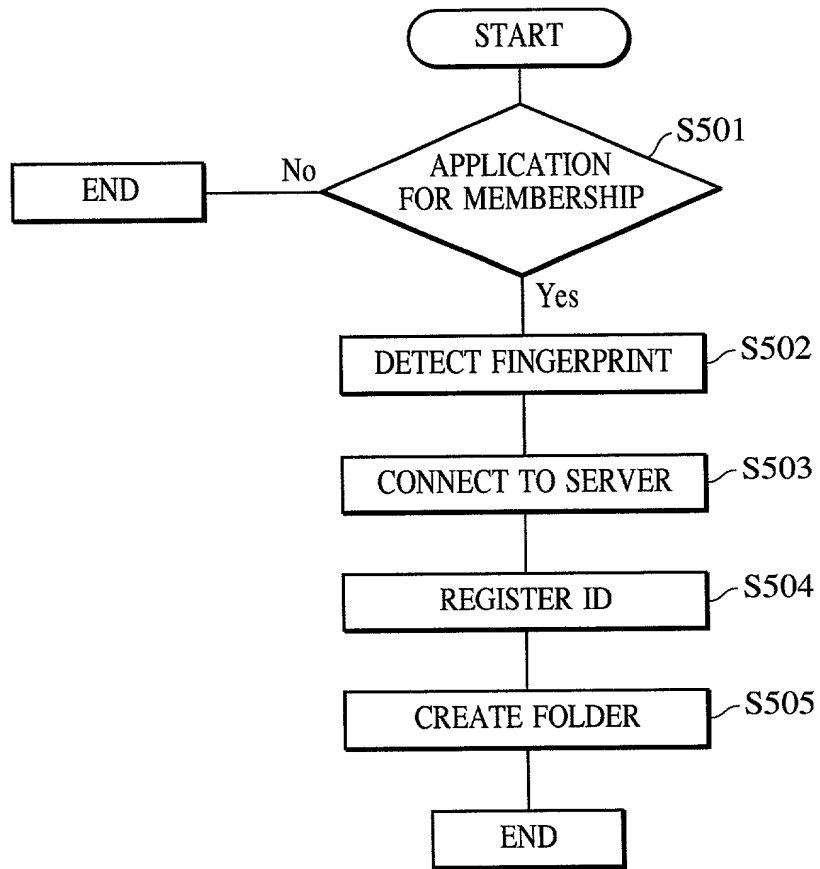 START
S501
APPLICATION
FOR MEMBERSHIP
No
END
Yes
DETECT FINGERPRINT
S502
CONNECT TO SERVER
S503
REGISTER ID
S504
CREATE FOLDER
S505
END